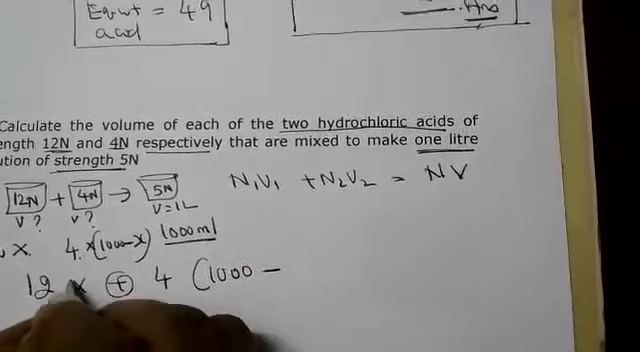 Eq.wt = 49
acid
Ans
Calculate the volume of each of the two hydrochloric acids of
ength 12N and 4N respectively that are mixed to make one litre
ution of strength 5N
12N + 4N → 5N
V ? V ? V = 1L
N1V1 + N2V2 = NV
x. 4 x (1000-x) 1000ml
12 x + 4 (1000 -